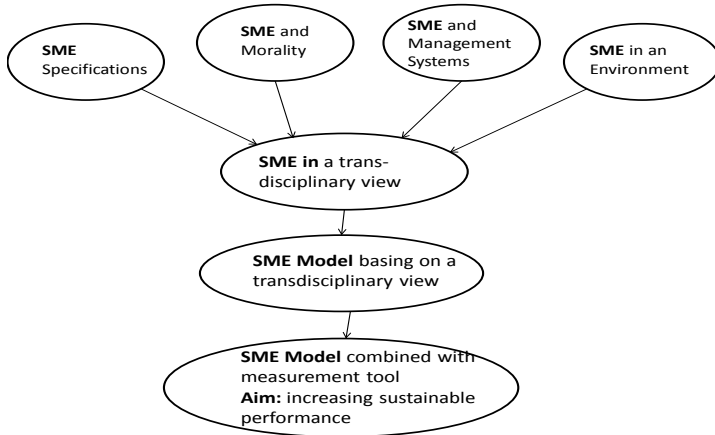 SME
Specifications
SME and
Morality
SME and
Management
Systems
SME in an
Environment
SME in a trans-
disciplinary view
SME Model basing on a
transdisciplinary view
SME Model combined with
measurement tool
Aim: increasing sustainable
performance